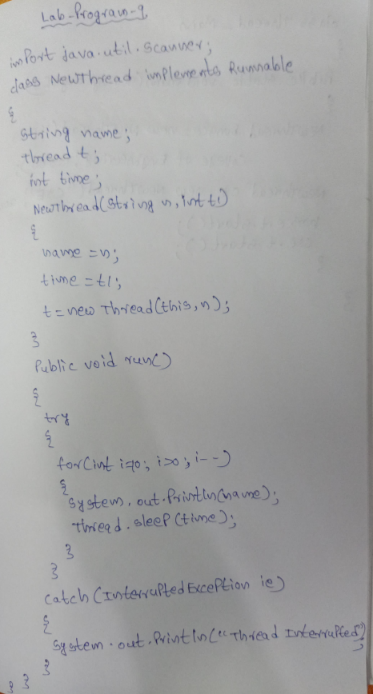 Lab-Program-9
import java.util.Scanner;
class NewThread implements Runnable
{
String name;
thread t;
int time;
NewThread(String n, int t1)
{
name = n;
time = t1;
t = new Thread(this, n);
}
Public void run()
{
try
{
for(int i=10; i>0; i--)
{
System.out.Println(name);
Thread.sleep(time);
}
}
catch (InterruptedException ie)
{
System.out.Println("Thread Interrupted");
}
}